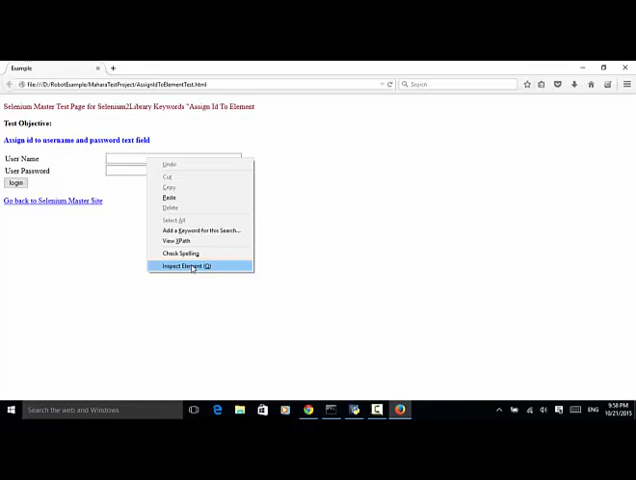 Example
file:///D:/RobotExample/MaharaTestProject/AssignIdToElementTest.html
Search
Selenium Master Test Page for Selenium2Library Keywords "Assign Id To Element
Test Objective:
Assign id to username and password text field
User Name
User Password
login
Go back to Selenium Master Site
Undo
Cut
Copy
Paste
Delete
Select All
Add a Keyword for this Search...
View XPath
Check Spelling
Inspect Element (Q)
Search the web and Windows
ENG
9:58 PM
10/21/2015